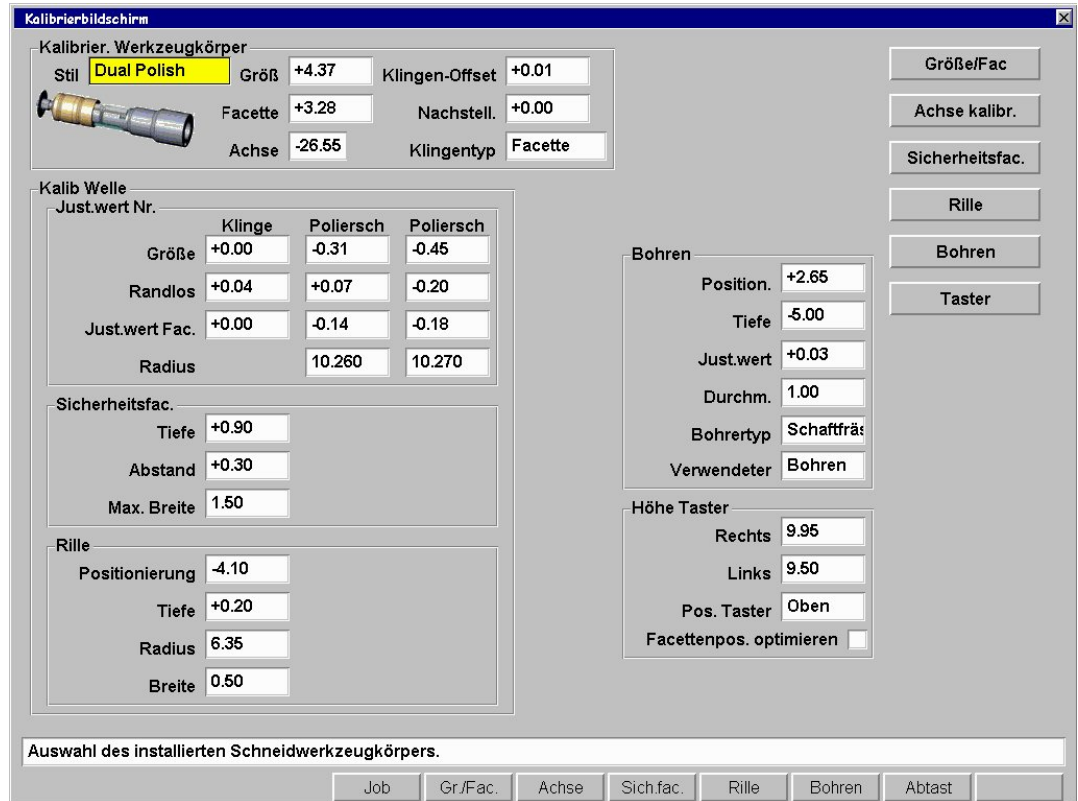 Kalibrierbildschirm
Kalibrier. Werkzeugkörper
Stil Dual Polish Größ +4.37 Klingen-Offset +0.01
Facette +3.28 Nachstell. +0.00
Achse -26.55 Klingentyp Facette
Größe/Fac
Achse kalibr.
Sicherheitsfac.
Rille
Bohren
Taster
Kalib Welle
Just.wert Nr.
Klinge Poliersch Poliersch
Größe +0.00 -0.31 -0.45
Randlos +0.04 +0.07 -0.20
Just.wert Fac. +0.00 -0.14 -0.18
Radius 10.260 10.270
Sicherheitsfac.
Tiefe +0.90
Abstand +0.30
Max. Breite 1.50
Rille
Positionierung -4.10
Tiefe +0.20
Radius 6.35
Breite 0.50
Bohren
Position. +2.65
Tiefe -5.00
Just.wert +0.03
Durchm. 1.00
Bohrertyp Schaftfräs
Verwendeter Bohren
Höhe Taster
Rechts 9.95
Links 9.50
Pos. Taster Oben
Facettenpos. optimieren
Auswahl des installierten Schneidwerkzeugkörpers.
Job Gr./Fac. Achse Sich.fac. Rille Bohren Abtast